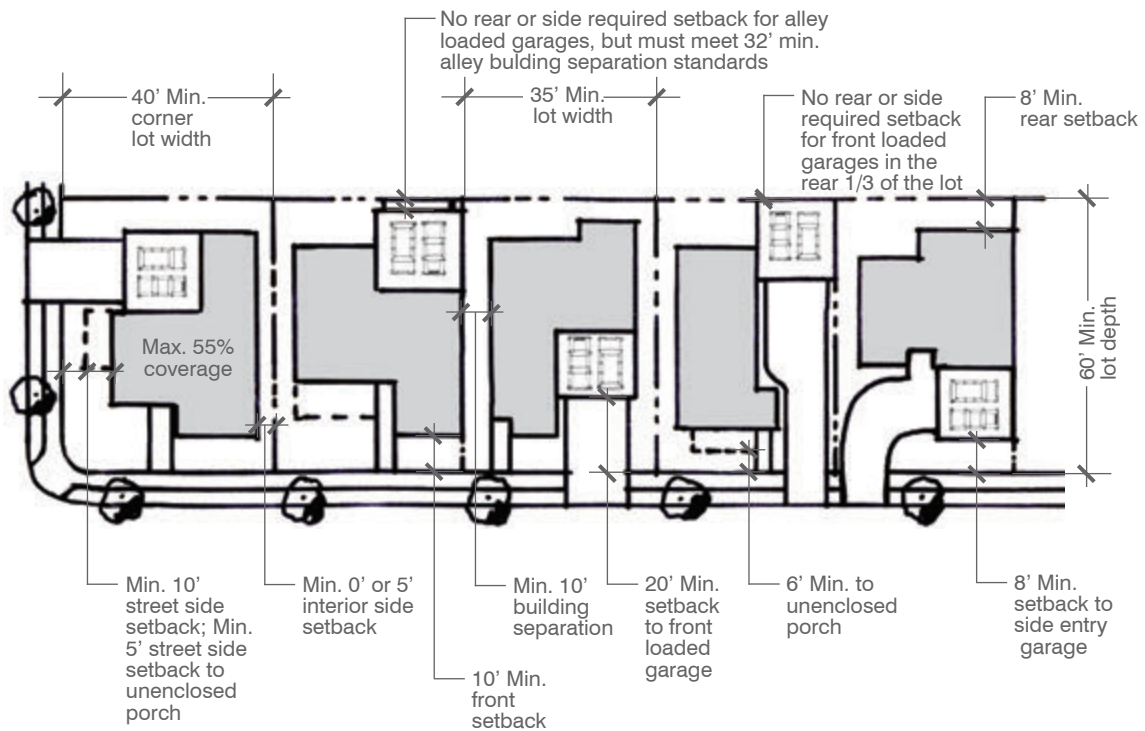 No rear or side required setback for alley
loaded garages, but must meet 32’ min.
alley bulding separation standards
40’ Min.
corner
lot width
35’ Min.
lot width
No rear or side
required setback
for front loaded
garages in the
rear 1/3 of the lot
8’ Min.
rear setback
Max. 55%
coverage
60’ Min.
lot depth
Min. 10’
street side
setback; Min.
5’ street side
setback to
unenclosed
porch
Min. 0’ or 5’
interior side
setback
10’ Min.
front
setback
Min. 10’
building
separation
20’ Min.
setback
to front
loaded
garage
6’ Min. to
unenclosed
porch
8’ Min.
setback to
side entry
garage